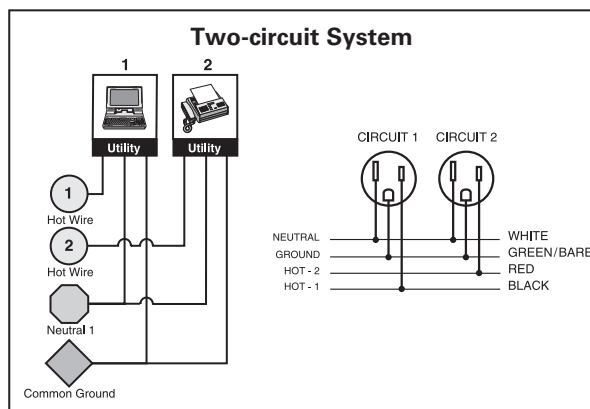 Two-circuit System
1 2
Utility Utility
1
Hot Wire
2
Hot Wire
Neutral 1
Common Ground
CIRCUIT 1 CIRCUIT 2
NEUTRAL WHITE
GROUND GREEN/BARE
HOT - 2 RED
HOT - 1 BLACK